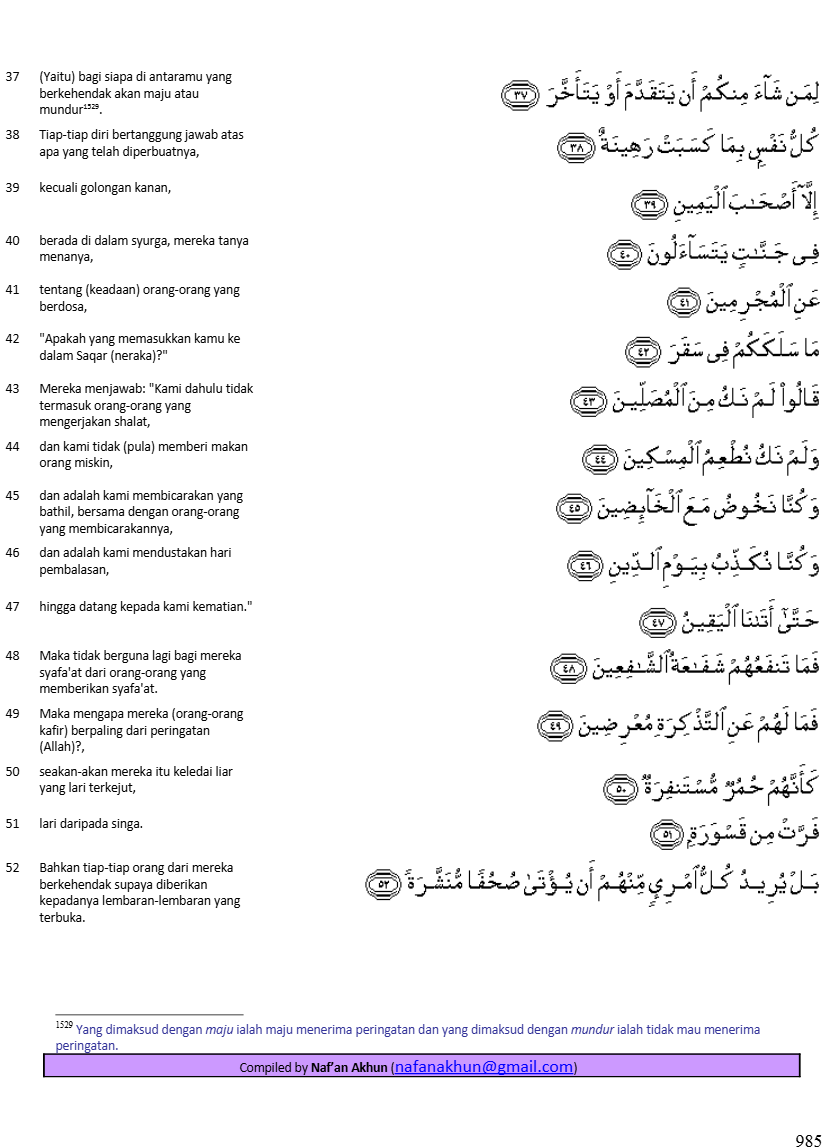 37 (Yaitu) bagi siapa di antaramu yang
berkehendak akan maju atau
mundur¹⁵²⁹.
لِمَن شَآءَ مِنكُمْ أَن يَتَقَدَّمَ أَوْ يَتَأَخَّرَ ٣٧
38 Tiap-tiap diri bertanggung jawab atas
apa yang telah diperbuatnya,
كُلُّ نَفْسٍۭ بِمَا كَسَبَتْ رَهِينَةٌ ٣٨
39 kecuali golongan kanan,
إِلَّآ أَصْحَـٰبَ ٱلْيَمِينِ ٣٩
40 berada di dalam syurga, mereka tanya
menanya,
فِى جَنَّـٰتٍ يَتَسَآءَلُونَ ٤٠
41 tentang (keadaan) orang-orang yang
berdosa,
عَنِ ٱلْمُجْرِمِينَ ٤١
42 "Apakah yang memasukkan kamu ke
dalam Saqar (neraka)?"
مَا سَلَكَكُمْ فِى سَقَرَ ٤٢
43 Mereka menjawab: "Kami dahulu tidak
termasuk orang-orang yang
mengerjakan shalat,
قَالُوا۟ لَمْ نَكُ مِنَ ٱلْمُصَلِّينَ ٤٣
44 dan kami tidak (pula) memberi makan
orang miskin,
وَلَمْ نَكُ نُطْعِمُ ٱلْمِسْكِينَ ٤٤
45 dan adalah kami membicarakan yang
bathil, bersama dengan orang-orang
yang membicarakannya,
وَكُنَّا نَخُوضُ مَعَ ٱلْخَآئِضِينَ ٤٥
46 dan adalah kami mendustakan hari
pembalasan,
وَكُنَّا نُكَذِّبُ بِيَوْمِ ٱلدِّينِ ٤٦
47 hingga datang kepada kami kematian."
حَتَّىٰٓ أَتَىٰنَا ٱلْيَقِينُ ٤٧
48 Maka tidak berguna lagi bagi mereka
syafa'at dari orang-orang yang
memberikan syafa'at.
فَمَا تَنفَعُهُمْ شَفَـٰعَةُ ٱلشَّـٰفِعِينَ ٤٨
49 Maka mengapa mereka (orang-orang
kafir) berpaling dari peringatan
(Allah)?,
فَمَا لَهُمْ عَنِ ٱلتَّذْكِرَةِ مُعْرِضِينَ ٤٩
50 seakan-akan mereka itu keledai liar
yang lari terkejut,
كَأَنَّهُمْ حُمُرٌ مُّسْتَنفِرَةٌ ٥٠
51 lari daripada singa.
فَرَّتْ مِن قَسْوَرَةٍۭ ٥١
52 Bahkan tiap-tiap orang dari mereka
berkehendak supaya diberikan
kepadanya lembaran-lembaran yang
terbuka.
بَلْ يُرِيدُ كُلُّ ٱمْرِئٍ مِّنْهُمْ أَن يُؤْتَىٰ صُحُفًا مُّنَشَّرَةً ٥٢
¹⁵²⁹ Yang dimaksud dengan maju ialah maju menerima peringatan dan yang dimaksud dengan mundur ialah tidak mau menerima
peringatan.
Compiled by Naf'an Akhun (nafanakhun@gmail.com)
985